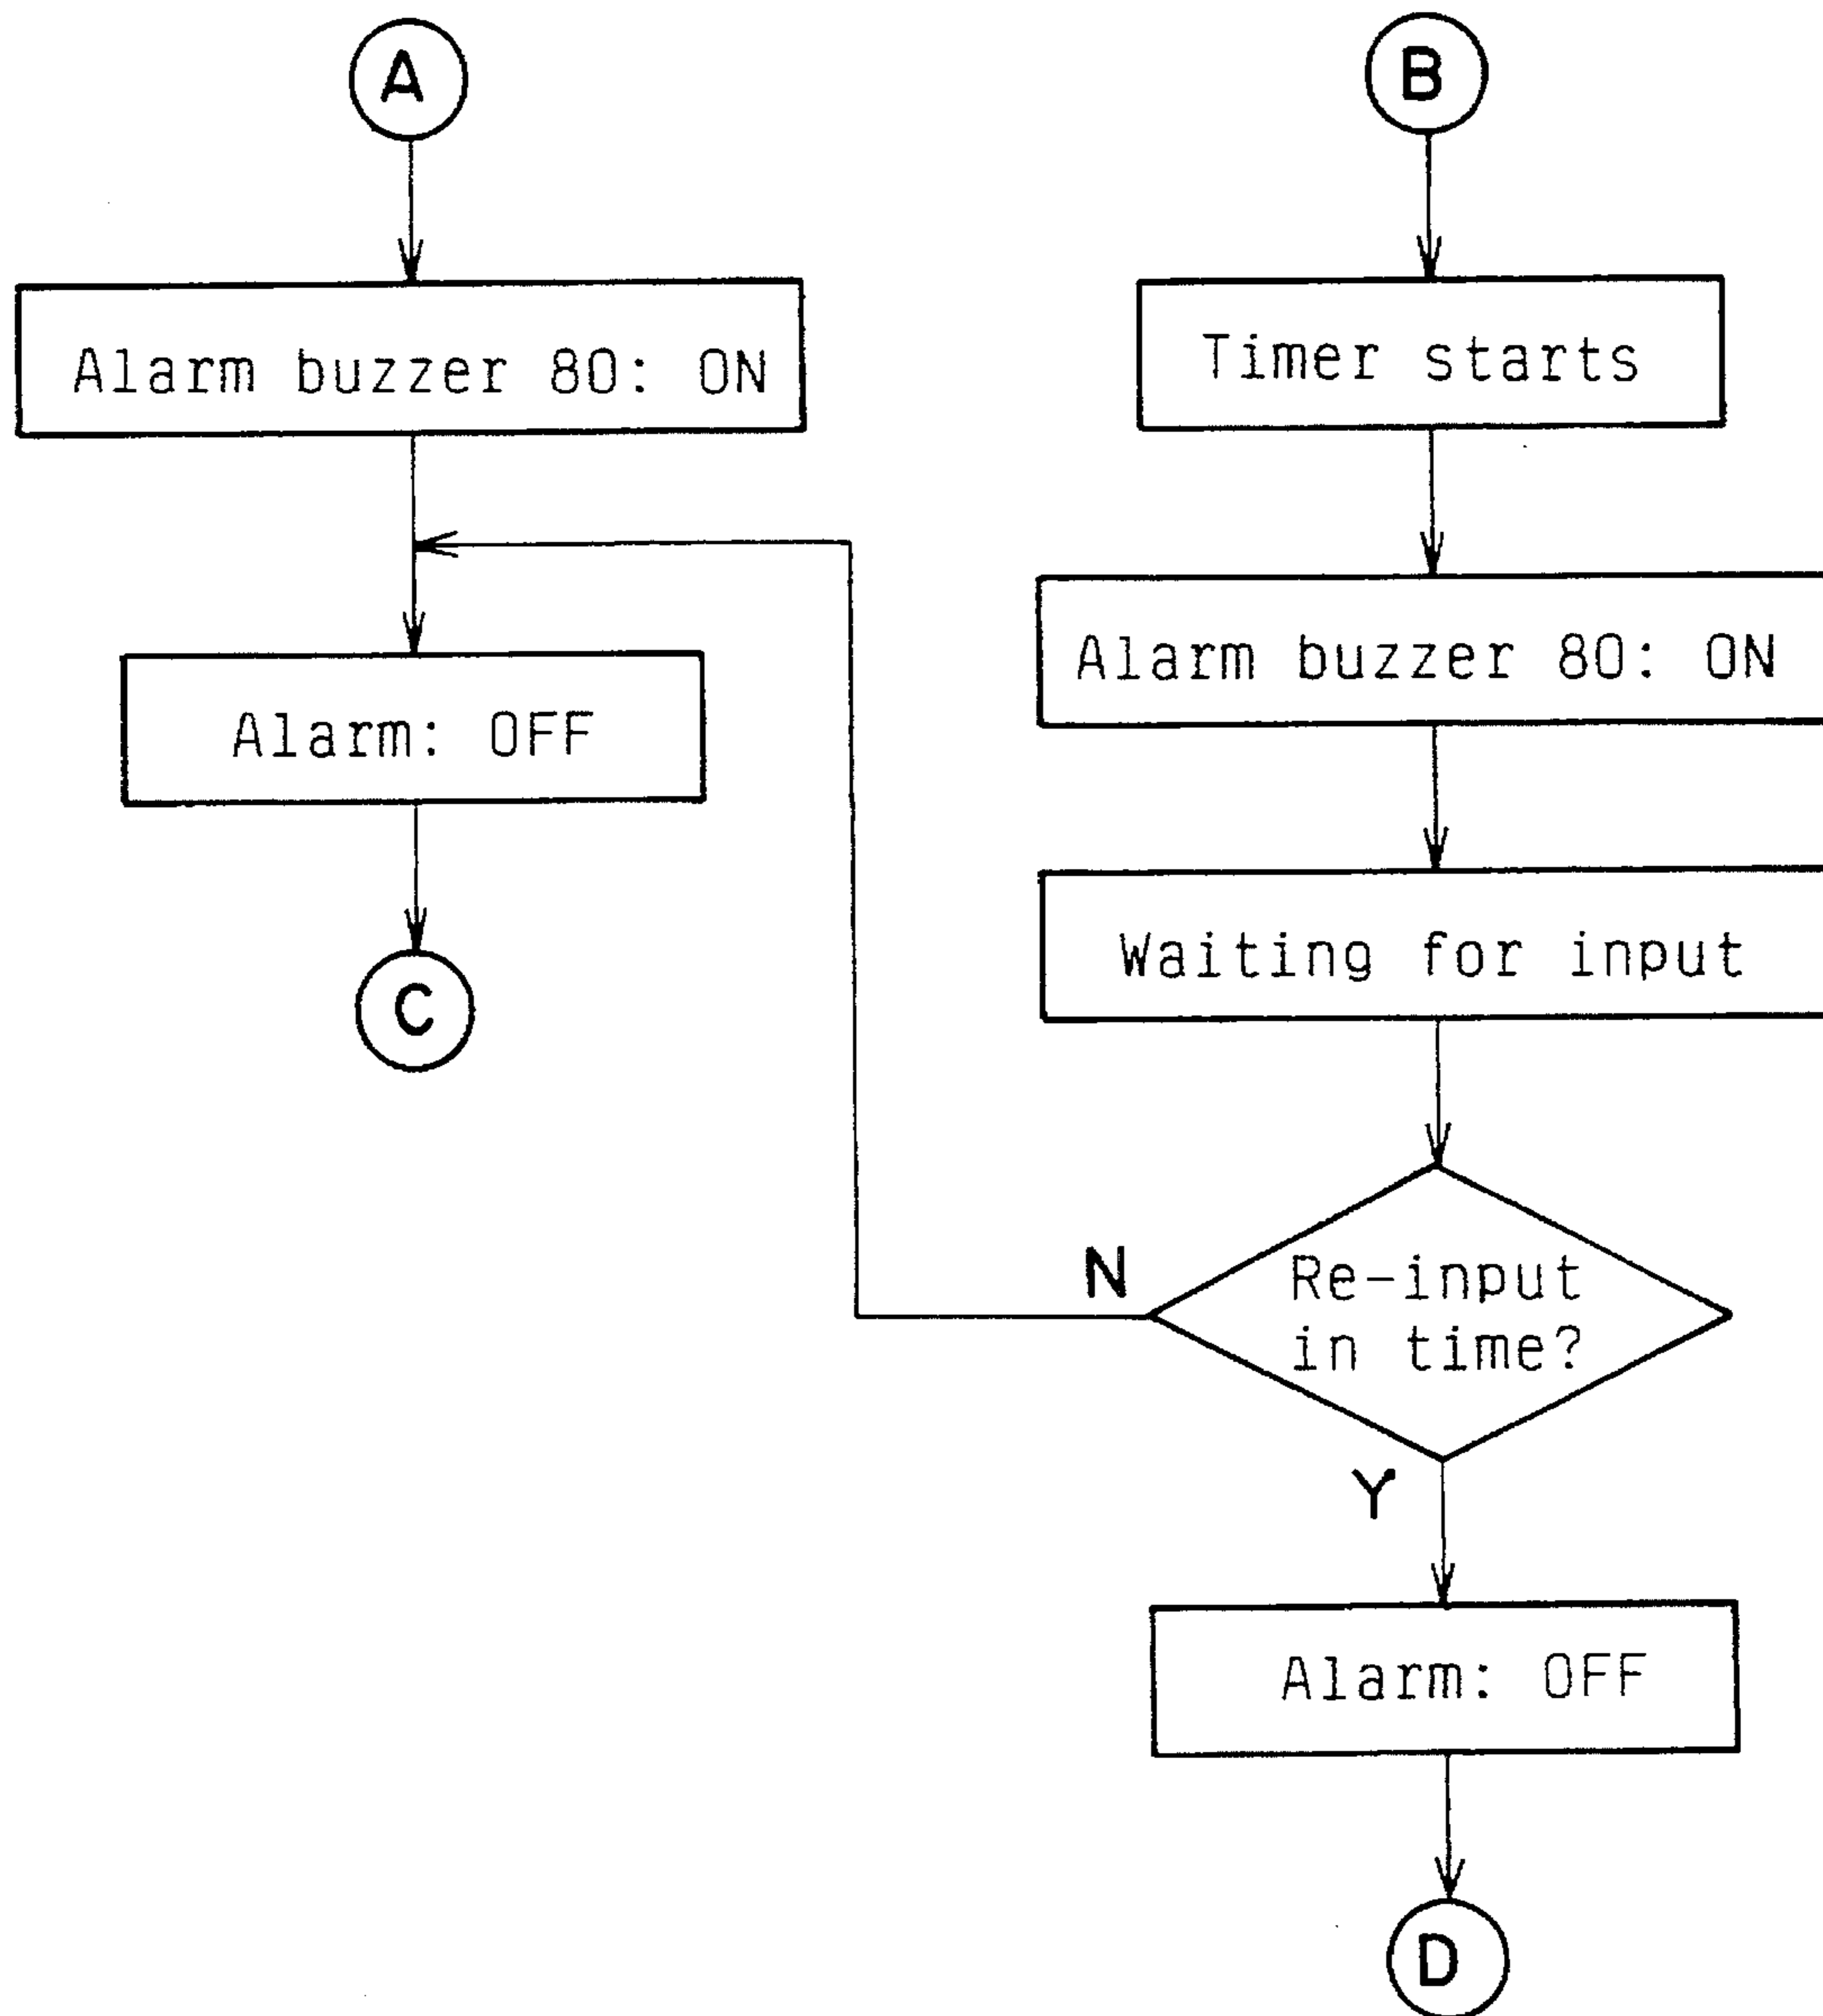 A
Alarm buzzer 80: ON
Alarm: OFF
C
B
Timer starts
Alarm buzzer 80: ON
Waiting for input
Re-input
in time?
N
Y
Alarm: OFF
D